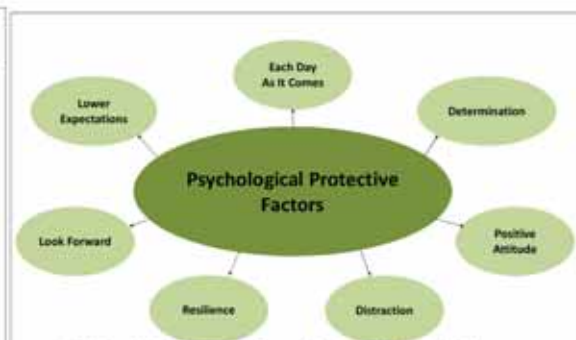 Each Day
As It Comes
Lower
Expectations
Determination
Psychological Protective
Factors
Look Forward
Positive
Attitude
Resilience
Distraction